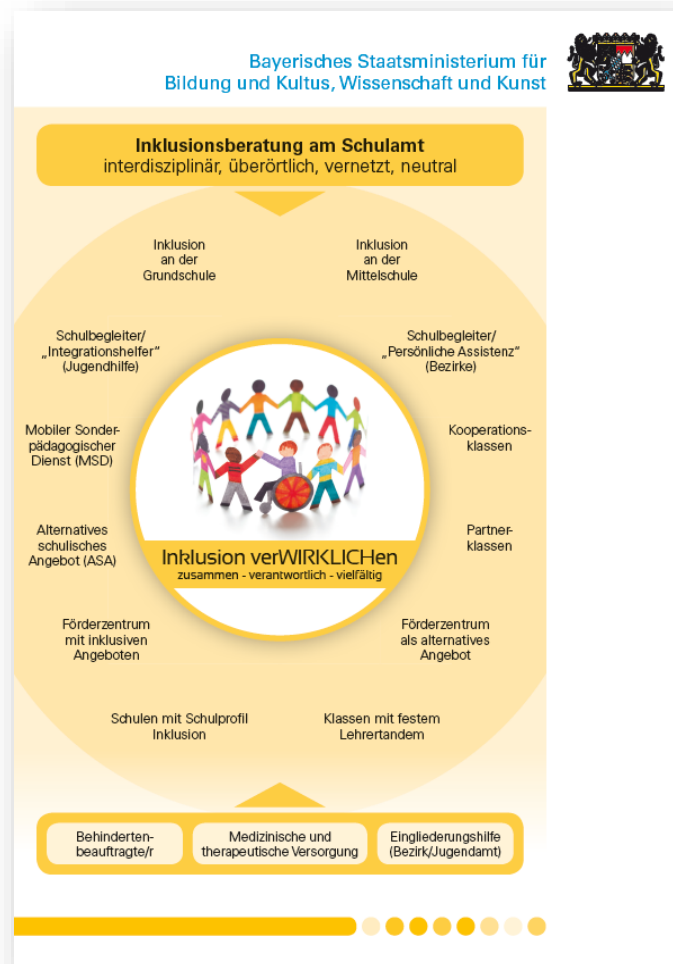 Bayerisches Staatsministerium für
Bildung und Kultus, Wissenschaft und Kunst
Inklusionsberatung am Schulamt
interdisziplinär, überörtlich, vernetzt, neutral
Inklusion
an der
Grundschule
Inklusion
an der
Mittelschule
Schulbegleiter/
„Integrationshelfer“
(Jugendhilfe)
Schulbegleiter/
„Persönliche Assistenz“
(Bezirke)
Mobiler Sonder-
pädagogischer
Dienst (MSD)
Kooperations-
klassen
Alternatives
schulisches
Angebot (ASA)
Partner-
klassen
Inklusion verWIRKLICHen
zusammen - verantwortlich - vielfältig
Förderzentrum
mit inklusiven
Angeboten
Förderzentrum
als alternatives
Angebot
Schulen mit Schulprofil
Inklusion
Klassen mit festem
Lehrertandem
Behinderten-
beauftragte/r
Medizinische und
therapeutische Versorgung
Eingliederungshilfe
(Bezirk/Jugendamt)